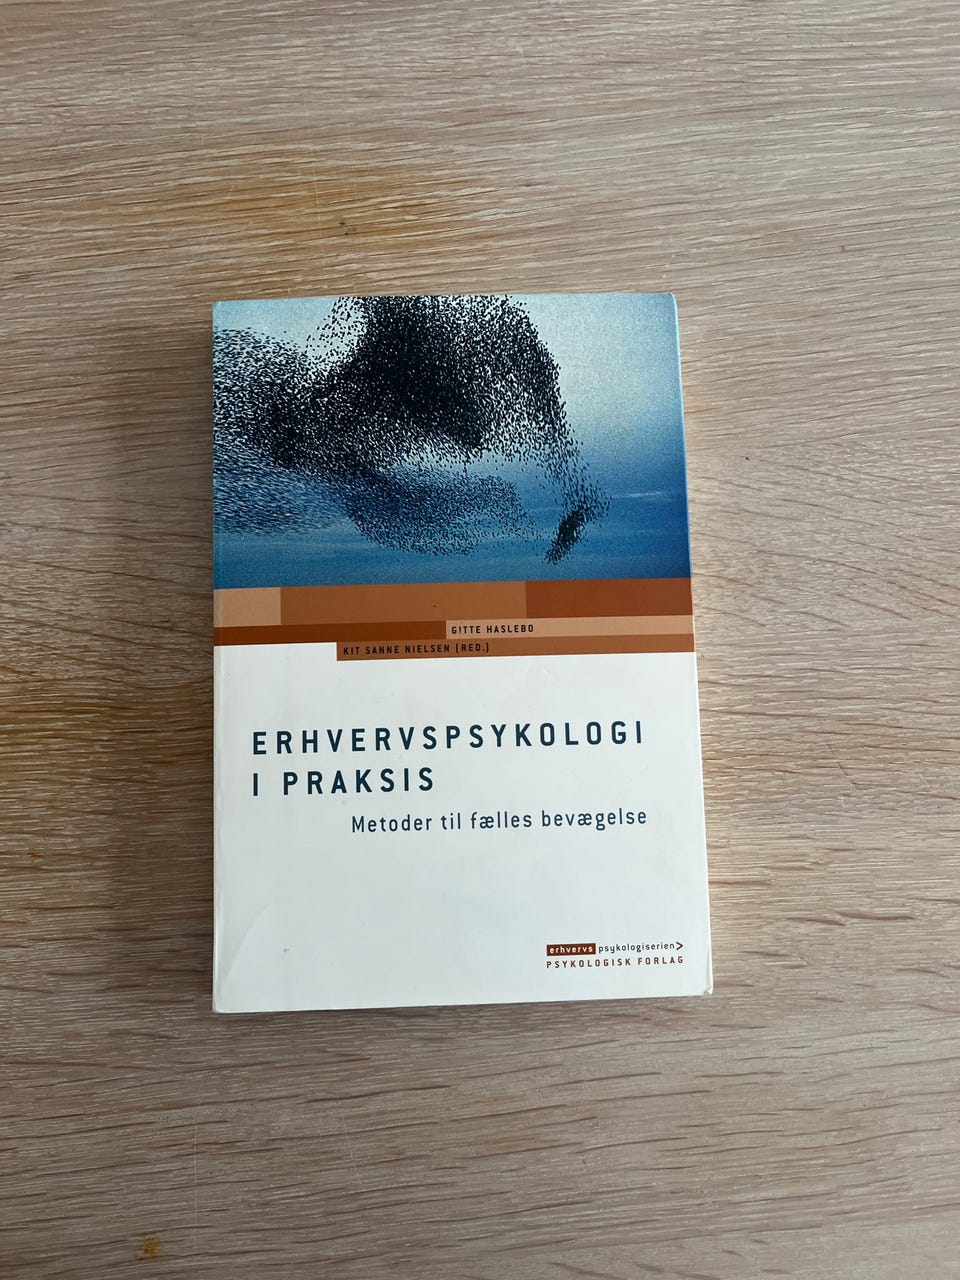 GITTE HASLEBO
KIT SANNE NIELSEN (RED.)
ERHVERVSPSYKOLOGI
I PRAKSIS
Metoder til fælles bevægelse
erhvervs psykologiserien>
PSYKOLOGISK FORLAG